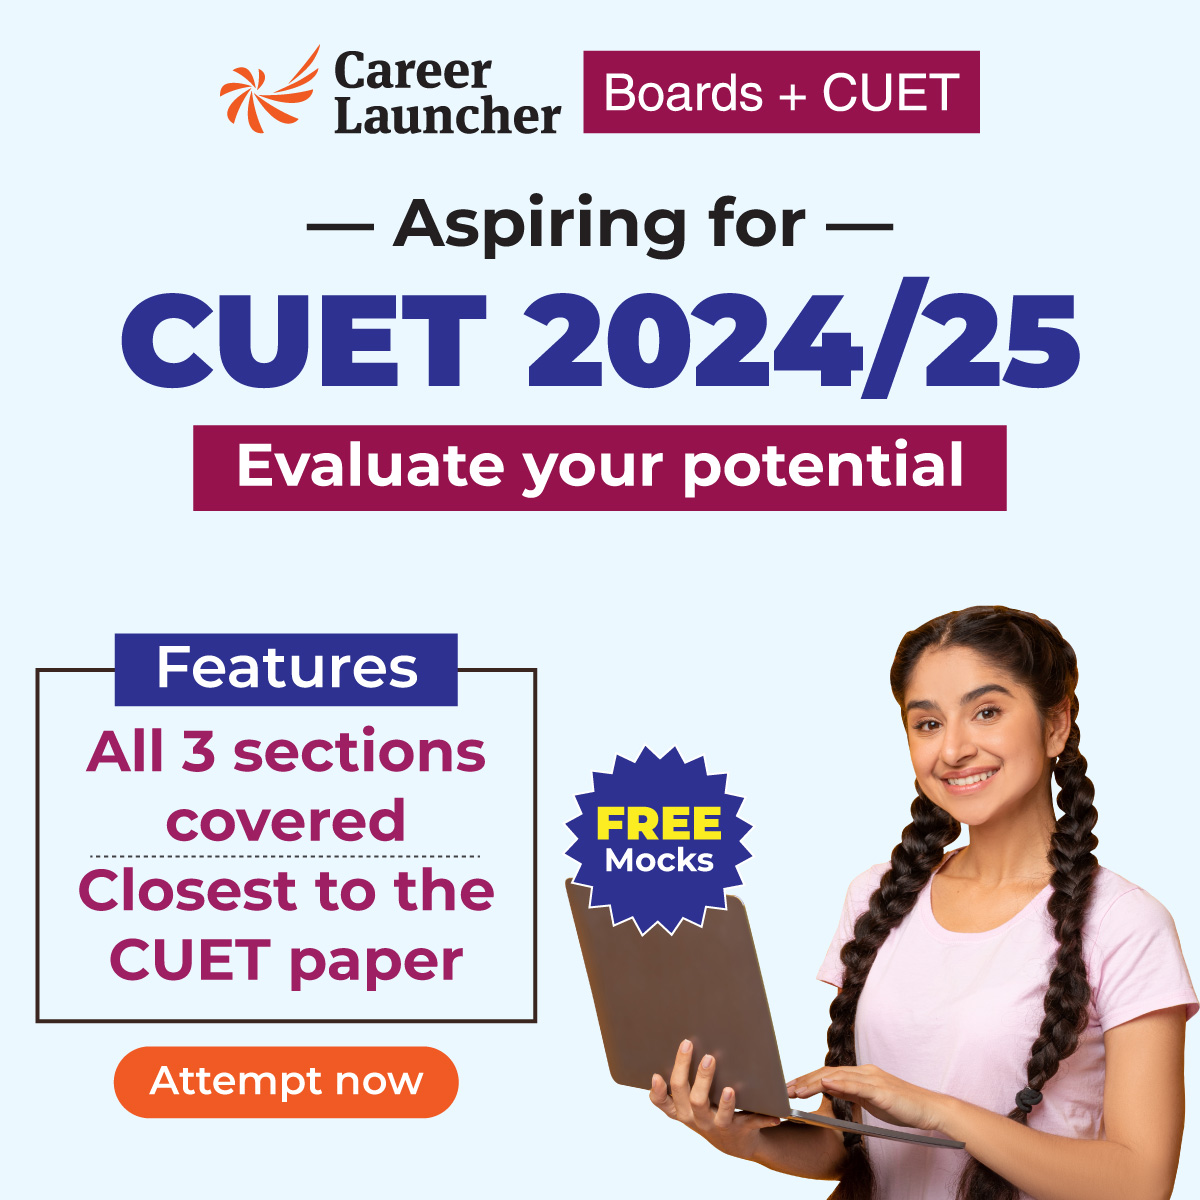 Career
Launcher
Boards + CUET
— Aspiring for —
CUET 2024/25
Evaluate your potential
Features
All 3 sections
covered
Closest to the
CUET paper
FREE
Mocks
Attempt now